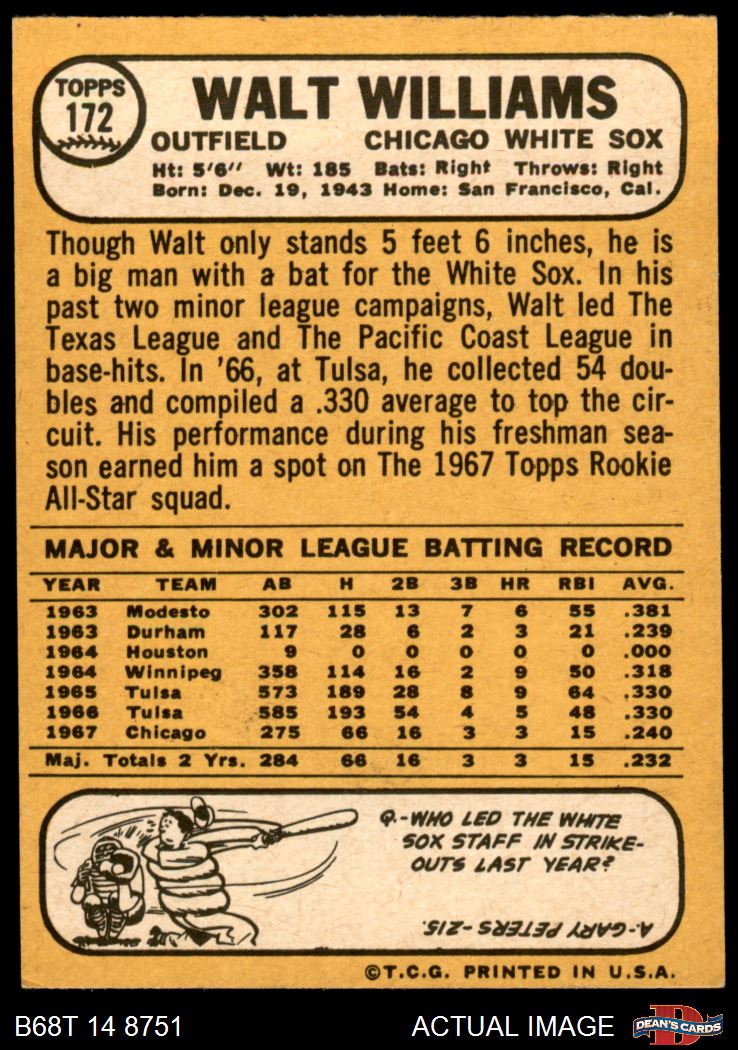 TOPPS
172
WALT WILLIAMS
OUTFIELD CHICAGO WHITE SOX
Ht: 5'6" Wt: 185 Bats: Right Throws: Right
Born: Dec. 19, 1943 Home: San Francisco, Cal.
Though Walt only stands 5 feet 6 inches, he is
a big man with a bat for the White Sox. In his
past two minor league campaigns, Walt led The
Texas League and The Pacific Coast League in
base-hits. In '66, at Tulsa, he collected 54 dou-
bles and compiled a .330 average to top the cir-
cuit. His performance during his freshman sea-
son earned him a spot on The 1967 Topps Rookie
All-Star squad.
MAJOR & MINOR LEAGUE BATTING RECORD
YEAR TEAM AB H 2B 3B HR RBI AVG.
1963 Modesto 302 115 13 7 6 55 .381
1963 Durham 117 28 6 2 3 21 .239
1964 Houston 9 0 0 0 0 0 .000
1964 Winnipeg 358 114 16 2 9 50 .318
1965 Tulsa 573 189 28 8 9 64 .330
1966 Tulsa 585 193 54 4 5 48 .330
1967 Chicago 275 66 16 3 3 15 .240
Maj. Totals 2 Yrs. 284 66 16 3 3 15 .232
Q.-WHO LED THE WHITE
SOX STAFF IN STRIKE-
OUTS LAST YEAR?
A-GARY PETERS-215.
©T.C.G. PRINTED IN U.S.A.
B68T 14 8751 ACTUAL IMAGE D DEAN'S CARDS